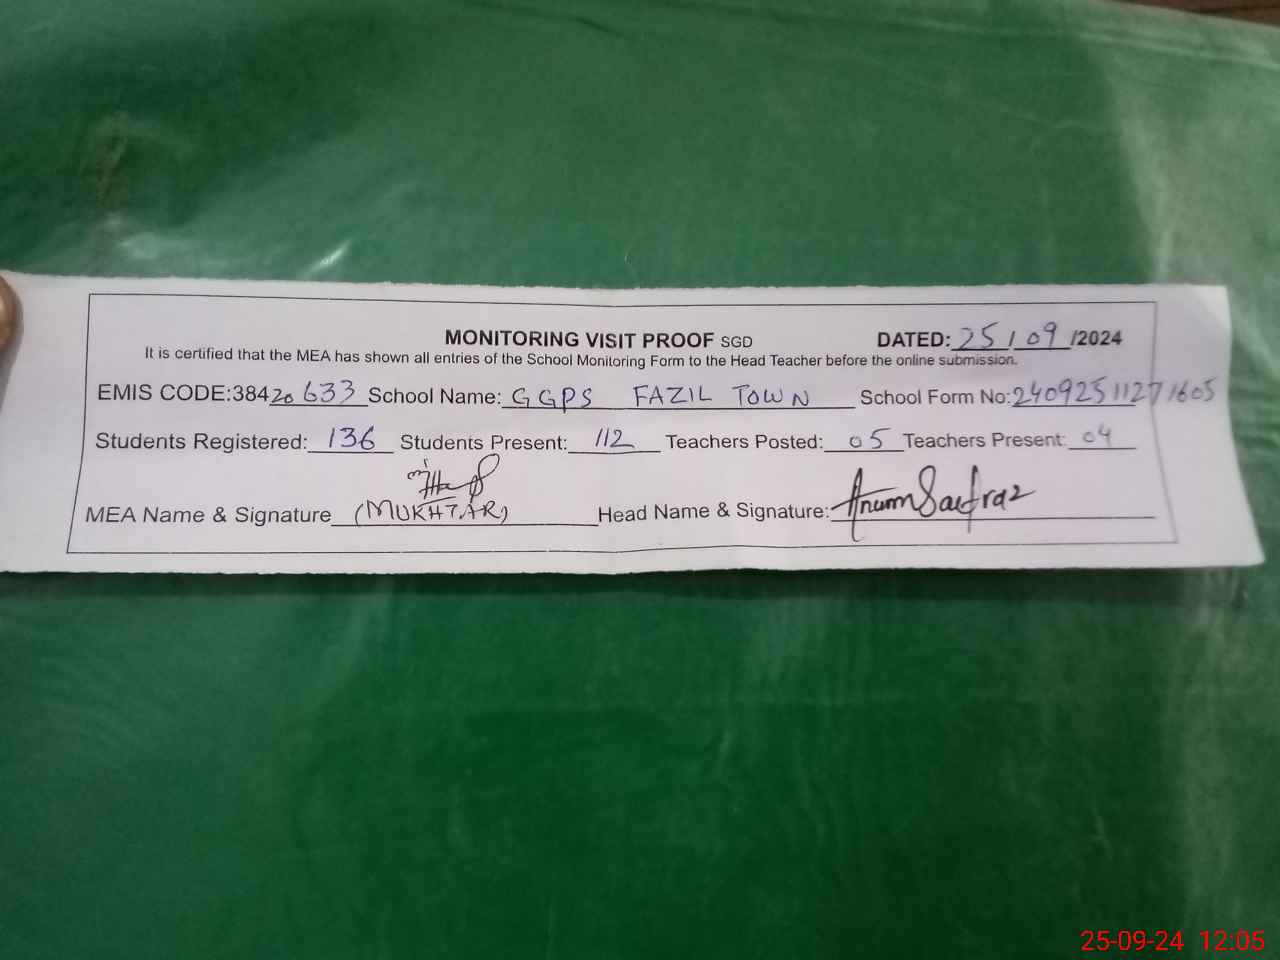 MONITORING VISIT PROOF SGD DATED: 25/09/2024
It is certified that the MEA has shown all entries of the School Monitoring Form to the Head Teacher before the online submission.
EMIS CODE:38420633 School Name: GGPS FAZIL TOWN School Form No:24092511271605
Students Registered: 136 Students Present: 112 Teachers Posted: 05 Teachers Present: 04
MEA Name & Signature (MUKHTAR) Head Name & Signature: Anum Sarfraz
25-09-24 12:05